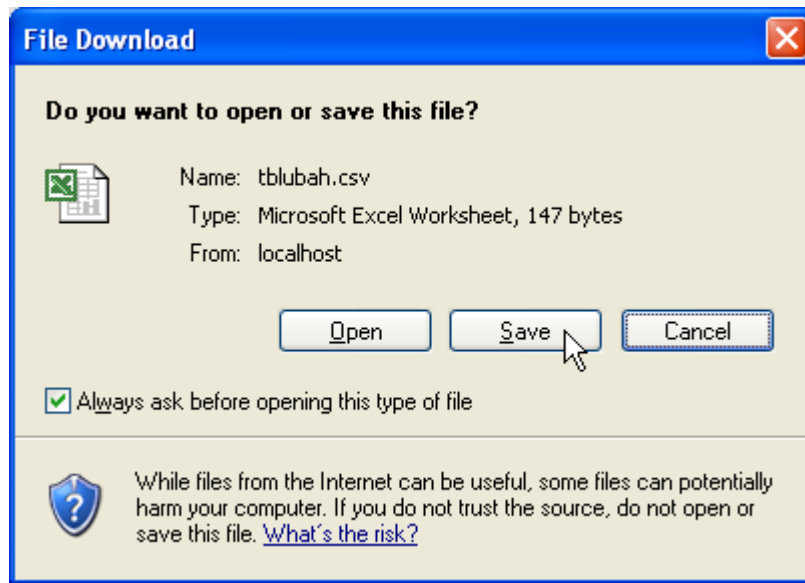 File Download
Do you want to open or save this file?
Name: tblubah.csv
Type: Microsoft Excel Worksheet, 147 bytes
From: localhost
Open Save Cancel
Always ask before opening this type of file
While files from the Internet can be useful, some files can potentially
harm your computer. If you do not trust the source, do not open or
save this file. What's the risk?